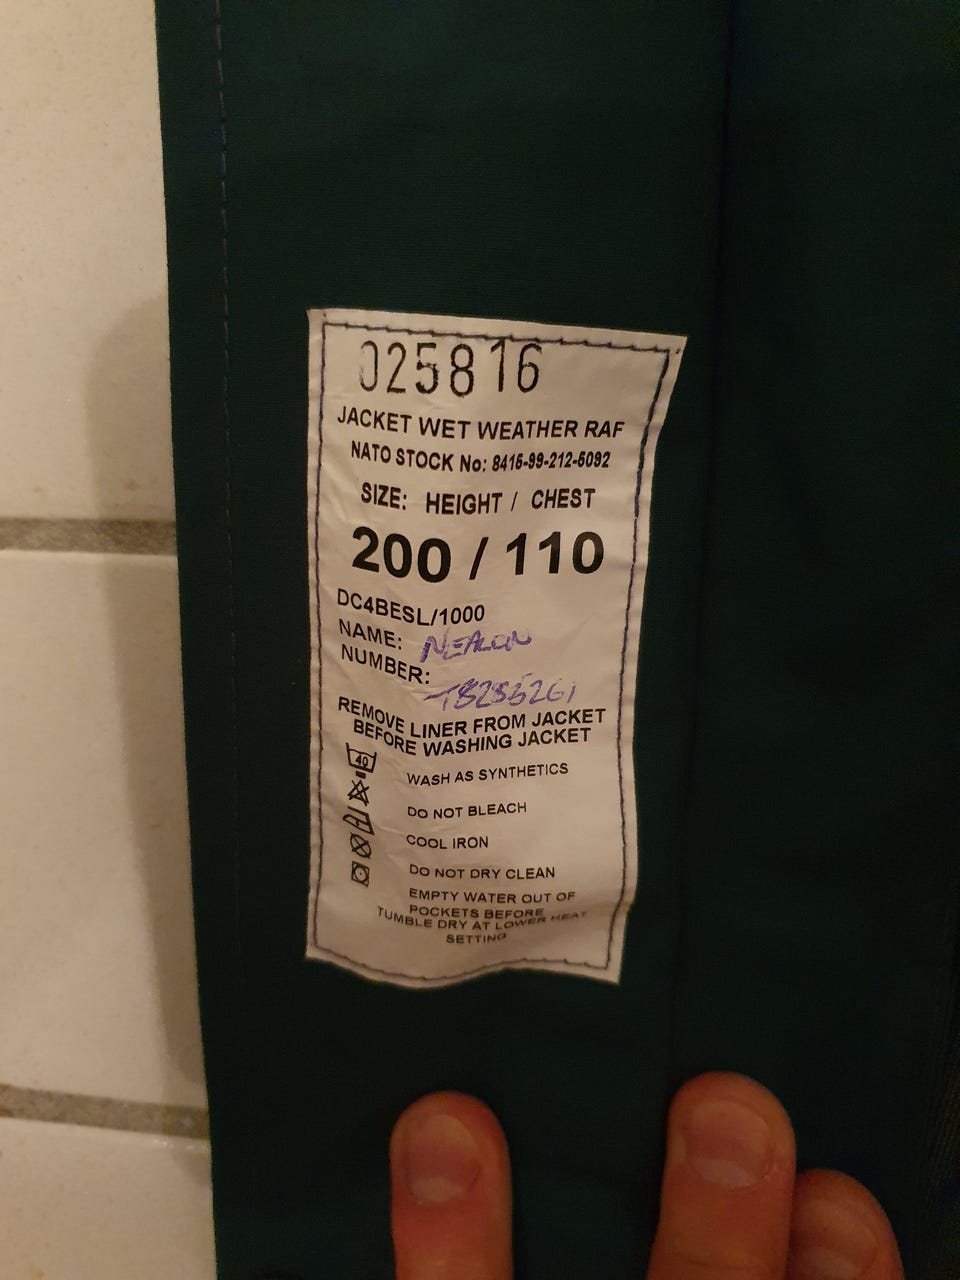 025816
JACKET WET WEATHER RAF
NATO STOCK No: 8415-99-212-5092
SIZE: HEIGHT / CHEST
200 / 110
DC4BESL/1000
NAME:
NUMBER:
REMOVE LINER FROM JACKET
BEFORE WASHING JACKET
40
WASH AS SYNTHETICS
DO NOT BLEACH
COOL IRON
DO NOT DRY CLEAN
EMPTY WATER OUT OF
POCKETS BEFORE
TUMBLE DRY AT LOWER HEAT
SETTING